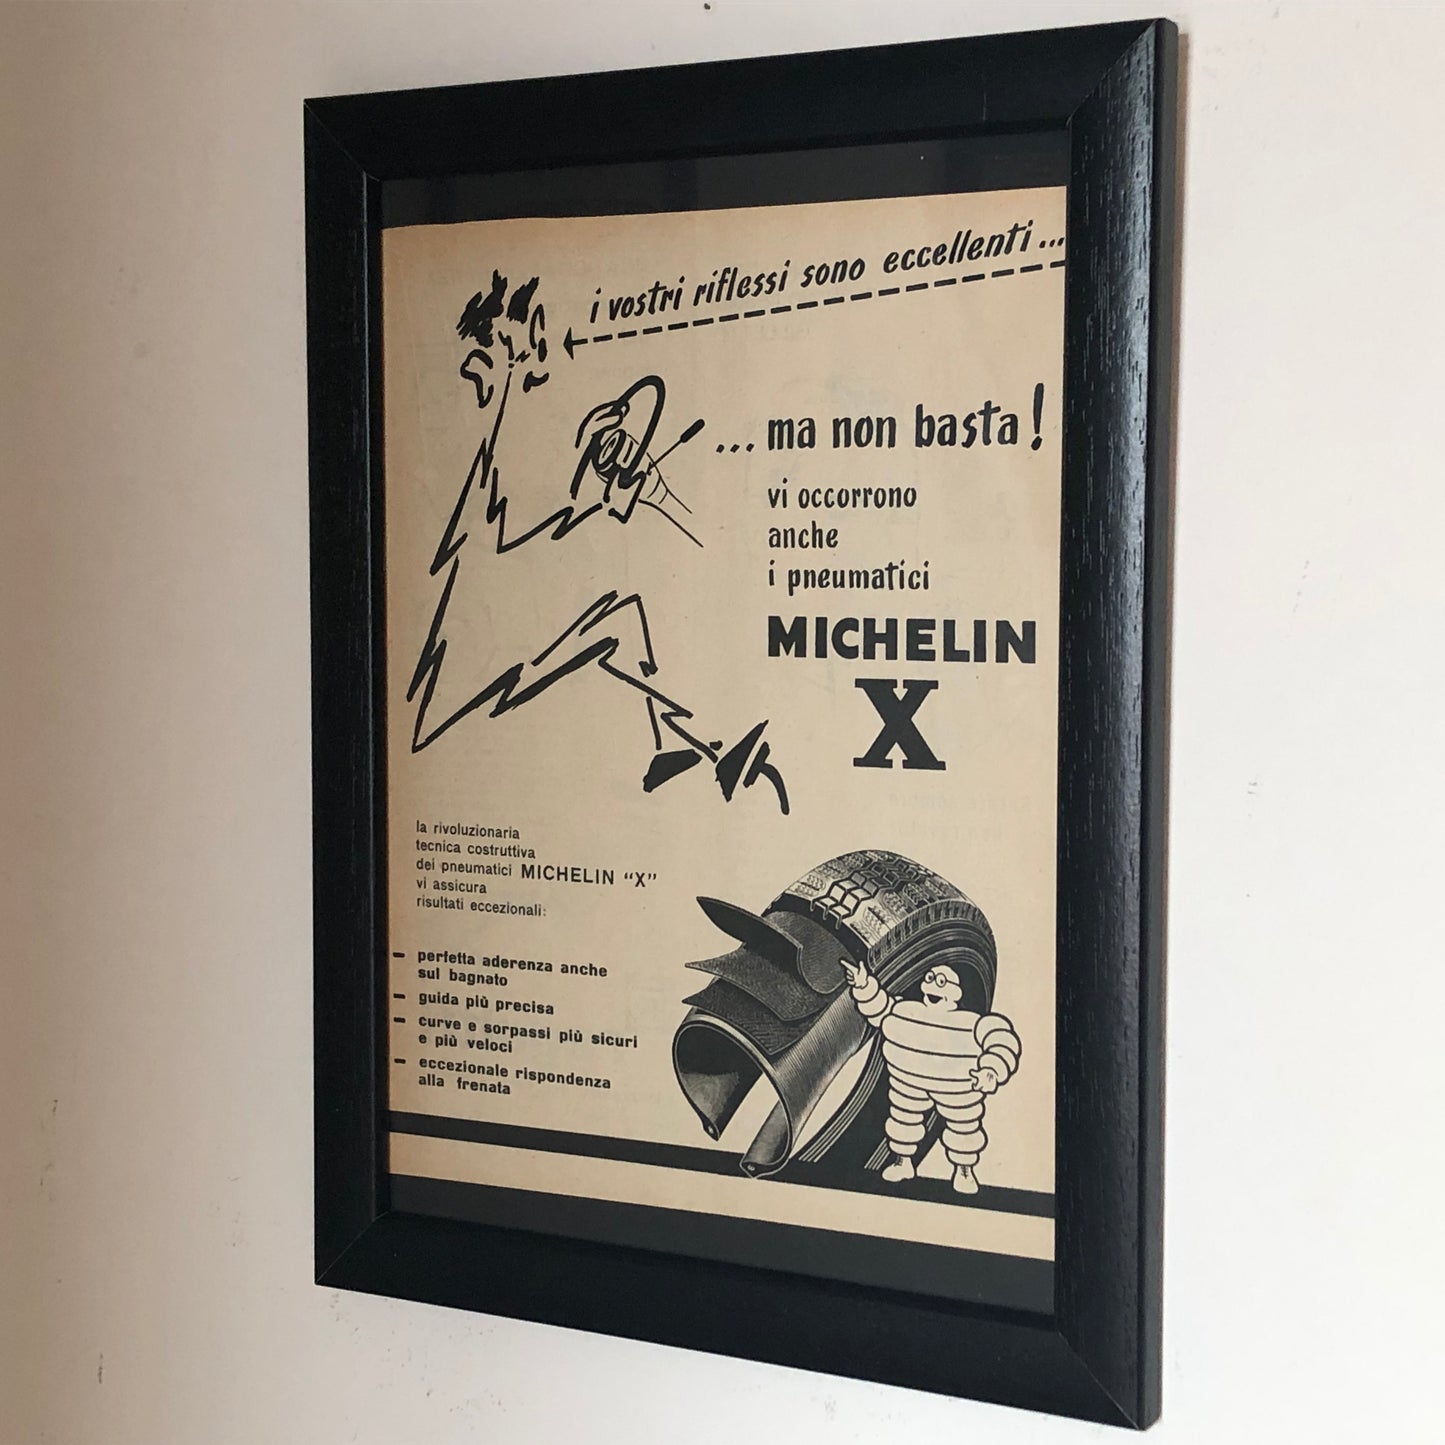 i vostri riflessi sono eccellenti...
... ma non basta!
vi occorrono
anche
i pneumatici
MICHELIN
X
la rivoluzionaria
tecnica costruttiva
dei pneumatici MICHELIN “X”
vi assicura
risultati eccezionali:
– perfetta aderenza anche
sul bagnato
– guida più precisa
– curve e sorpassi più sicuri
e più veloci
– eccezionale rispondenza
alla frenata